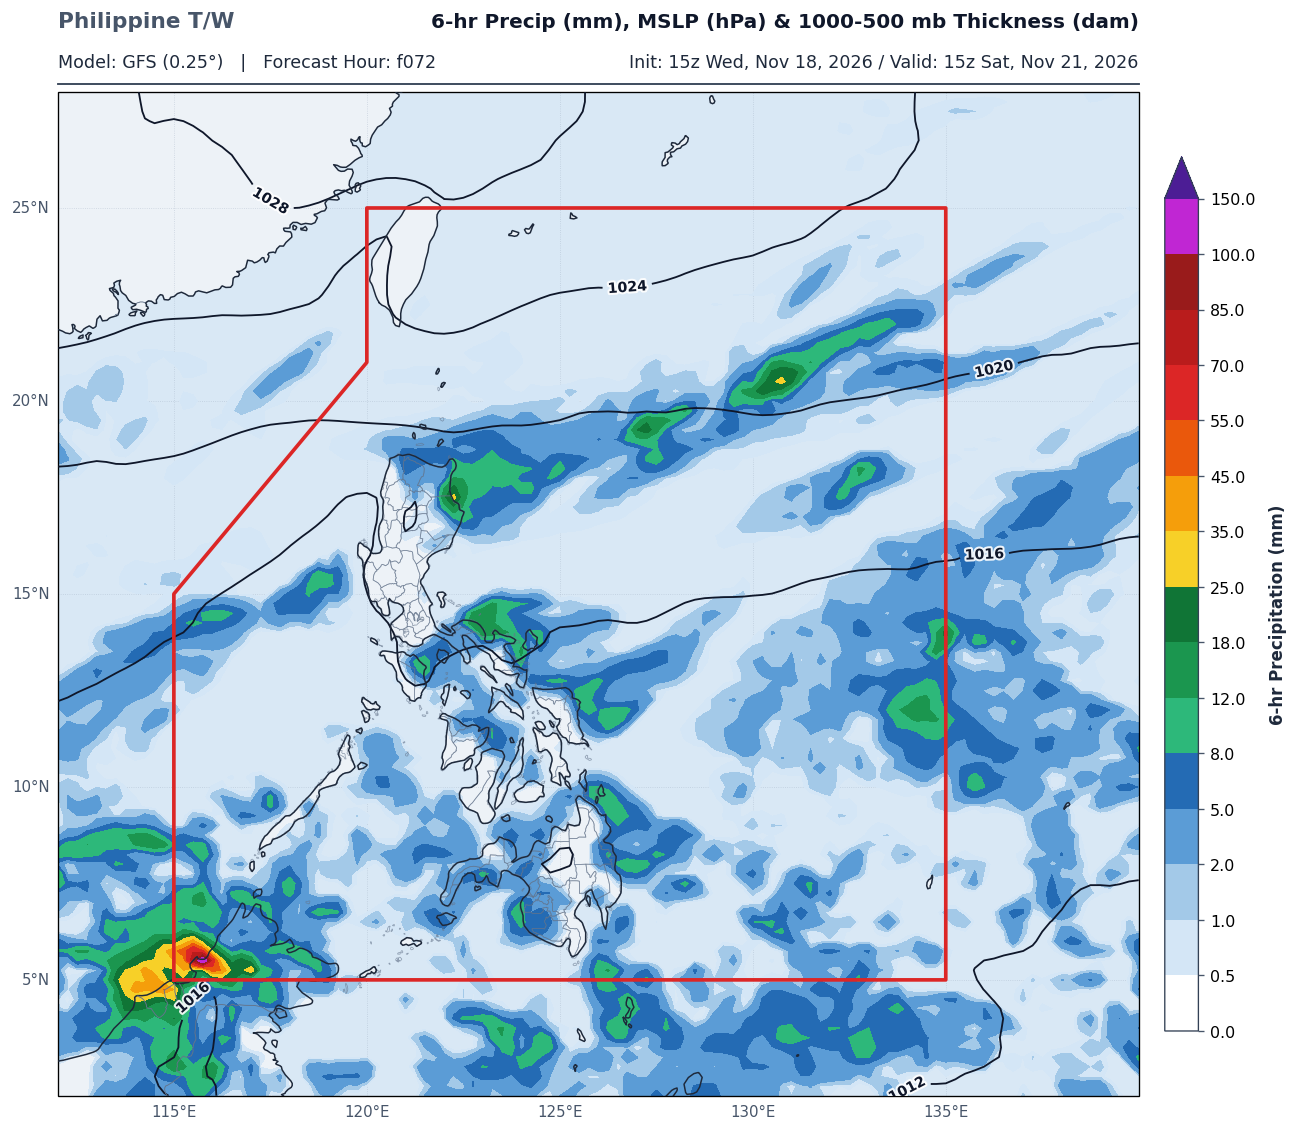 Philippine T/W
6-hr Precip (mm), MSLP (hPa) & 1000-500 mb Thickness (dam)
Model: GFS (0.25°) | Forecast Hour: f072
Init: 15z Wed, Nov 18, 2026 / Valid: 15z Sat, Nov 21, 2026
1028
1024
1020
1016
1016
1012
25°N
20°N
15°N
10°N
5°N
115°E
120°E
125°E
130°E
135°E
150.0
100.0
85.0
70.0
55.0
45.0
35.0
25.0
18.0
12.0
8.0
5.0
2.0
1.0
0.5
0.0
6-hr Precipitation (mm)